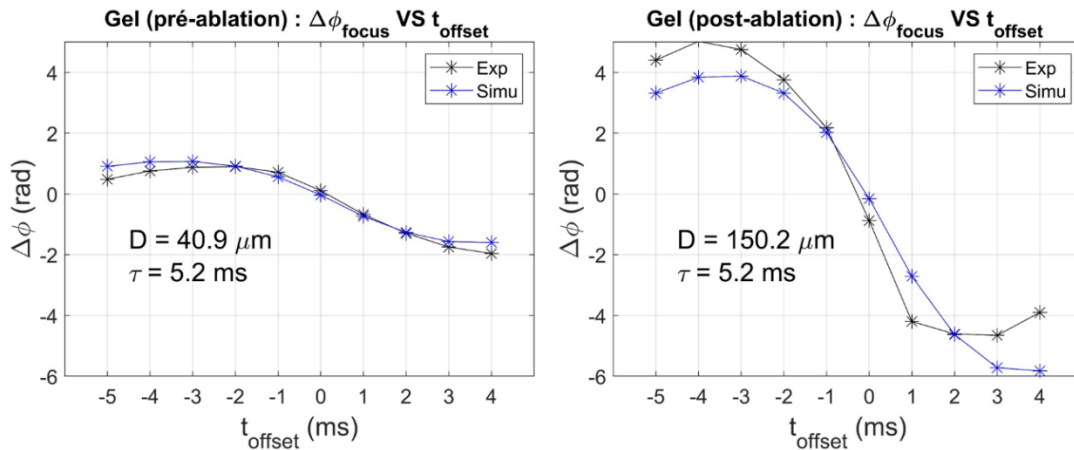 Gel (pré-ablation) : Δϕfocus VS toffset
Exp
Simu
4
2
0
-2
-4
-6
Δϕ (rad)
D = 40.9 μm
τ = 5.2 ms
-5 -4 -3 -2 -1 0 1 2 3 4
toffset (ms)
Gel (post-ablation) : Δϕfocus VS toffset
Exp
Simu
4
2
0
-2
-4
-6
Δϕ (rad)
D = 150.2 μm
τ = 5.2 ms
-5 -4 -3 -2 -1 0 1 2 3 4
toffset (ms)